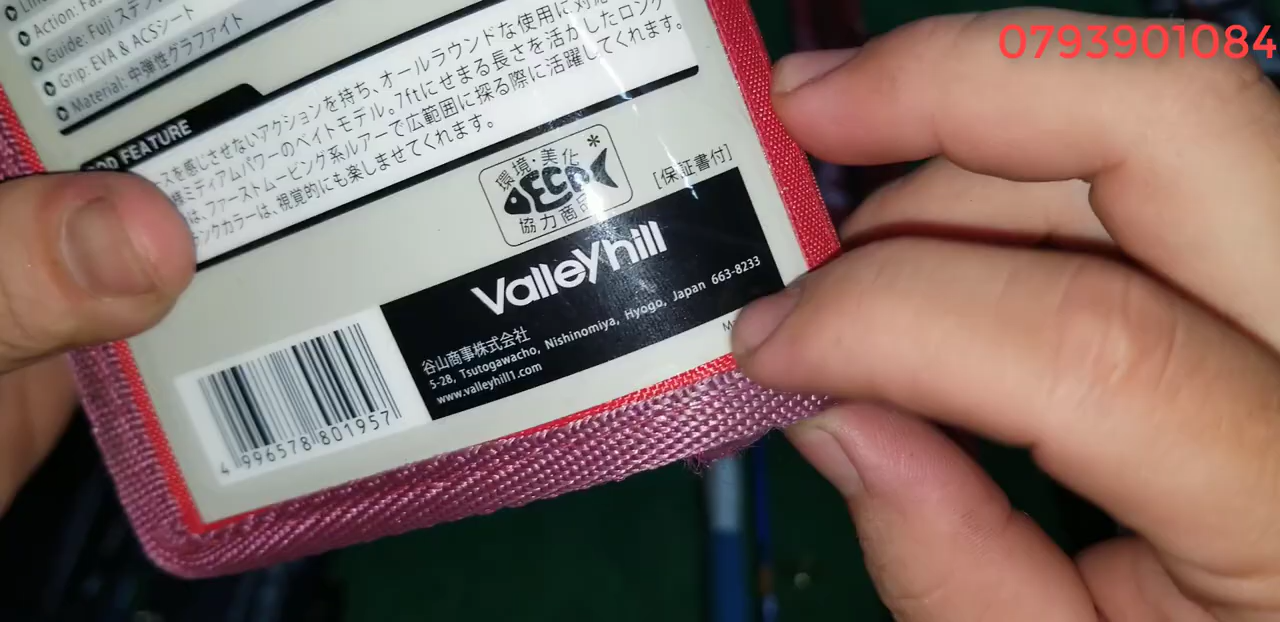 0793901084
Action: Fa
Guide: Fuji ステン
Grip: EVA & ACSシート
Material: 中弾性グラファイト
ROD FEATURE
スを感じさせないアクションを持ち、オールラウンドな使用に対応
ミディアムパワーのベイトモデル。7ftにせまる長さを活かしたロング
は、ファーストムービング系ルアーで広範囲に探る際に活躍してくれます。
ンクカラーは、視覚的にも楽しませてくれます。
環境・美化*
ECO
協力商品
[保証書付]
Valleyhill
谷山商事株式会社
5-28, Tsutogawacho, Nishinomiya, Hyogo, Japan 663-8233
www.valleyhill1.com
4 996578 801957